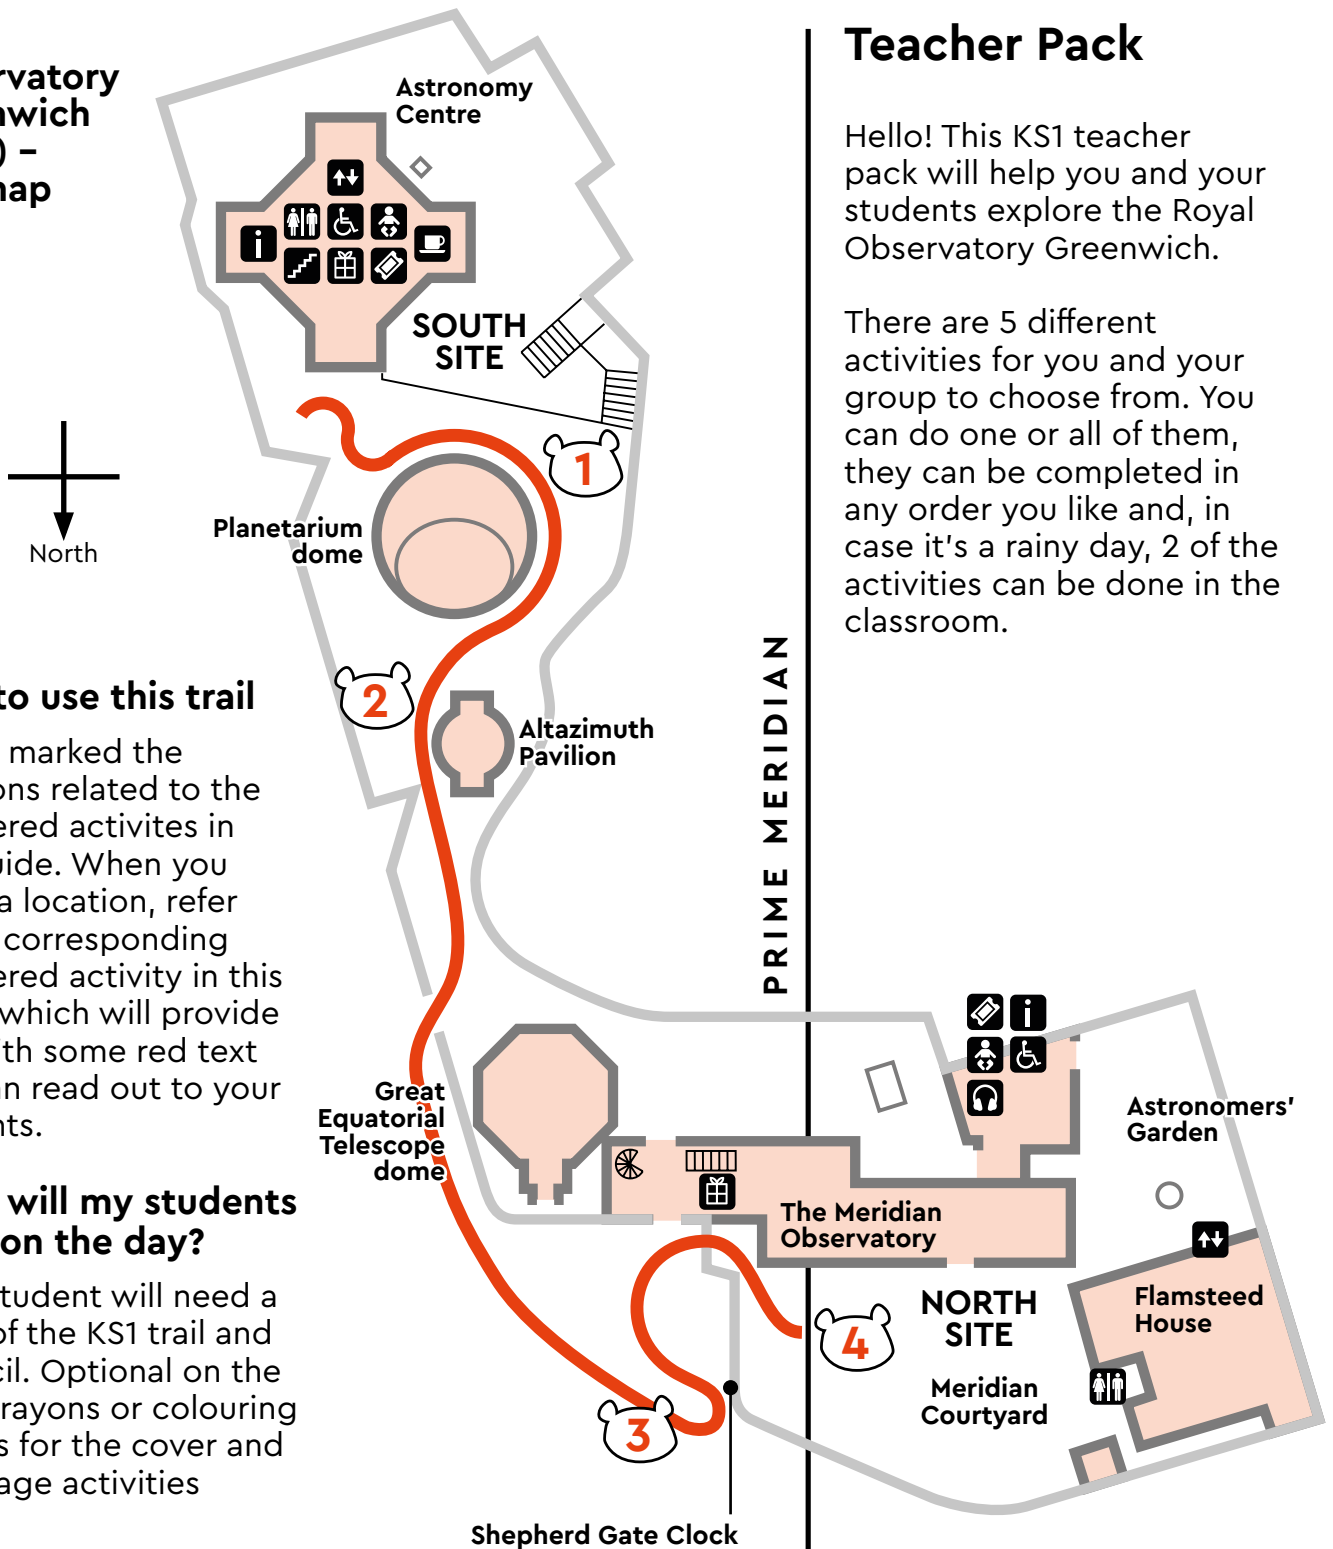 rvatory
nwich
) –
map
Astronomy
Centre
SOUTH
SITE
1
North
Planetarium
dome
2
Altazimuth
Pavilion
to use this trail
marked the
ons related to the
ered activites in
uide. When you
a location, refer
corresponding
ered activity in this
which will provide
ith some red text
an read out to your
nts.
will my students
on the day?
tudent will need a
of the KS1 trail and
cil. Optional on the
rayons or colouring
s for the cover and
age activities
Great
Equatorial
Telescope
dome
3
Shepherd Gate Clock
PRIME MERIDIAN
Teacher Pack
Hello! This KS1 teacher
pack will help you and your
students explore the Royal
Observatory Greenwich.
There are 5 different
activities for you and your
group to choose from. You
can do one or all of them,
they can be completed in
any order you like and, in
case it's a rainy day, 2 of the
activities can be done in the
classroom.
i
i
Astronomers'
Garden
The Meridian
Observatory
NORTH
SITE
4
Flamsteed
House
Meridian
Courtyard